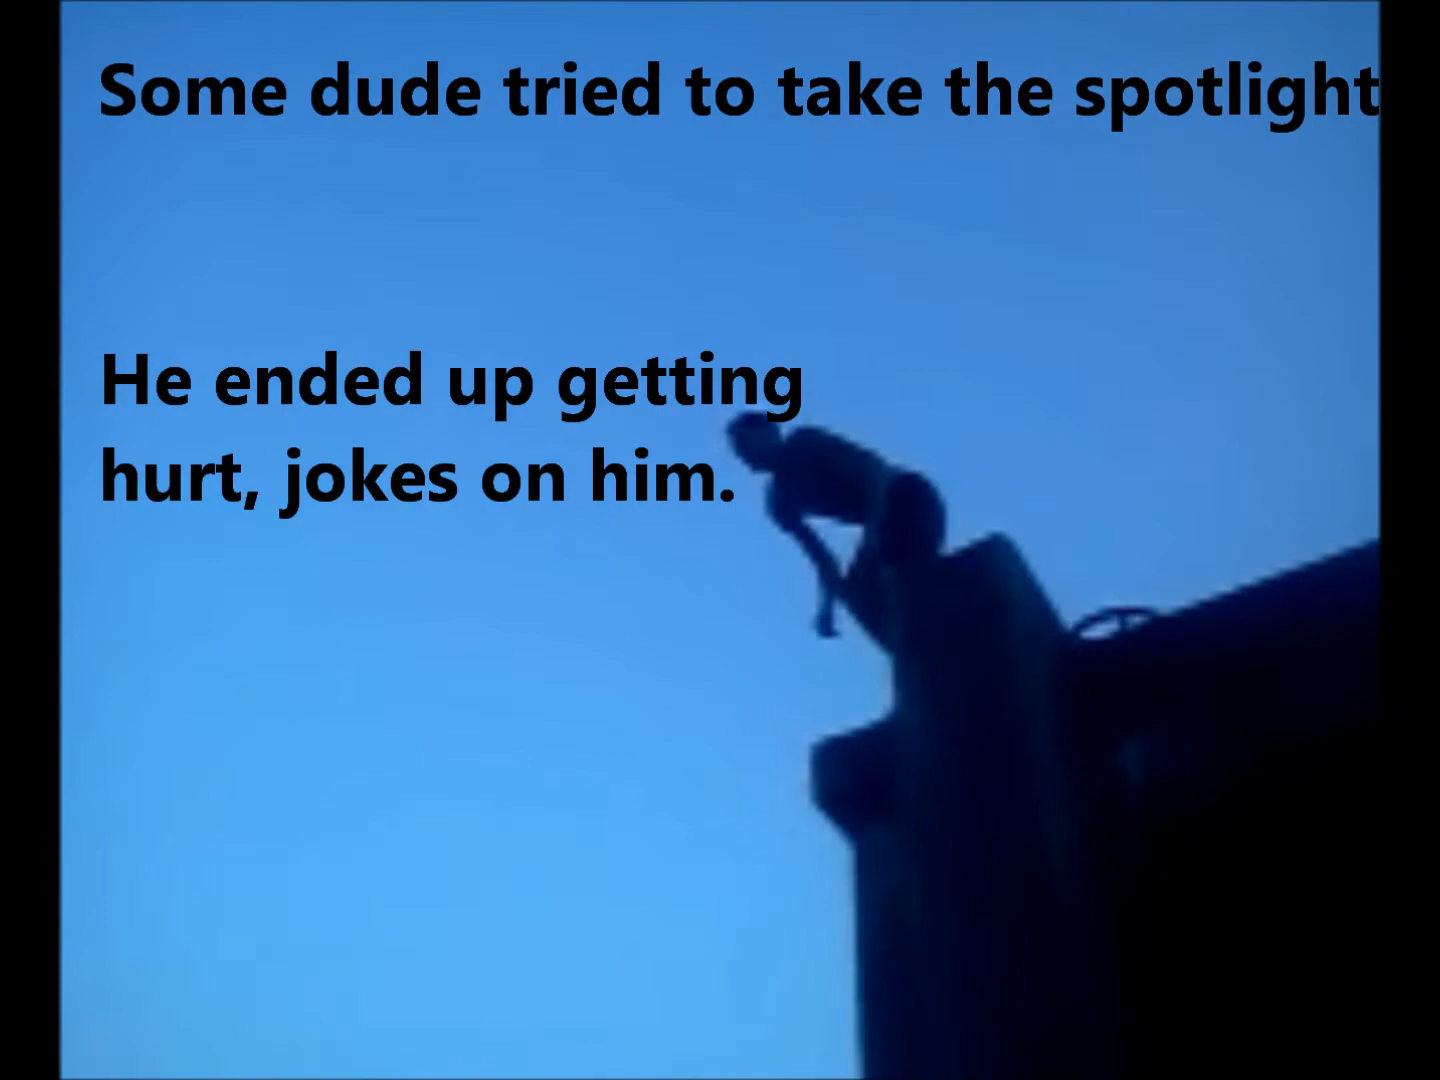 Some dude tried to take the spotlight
He ended up getting
hurt, jokes on him.